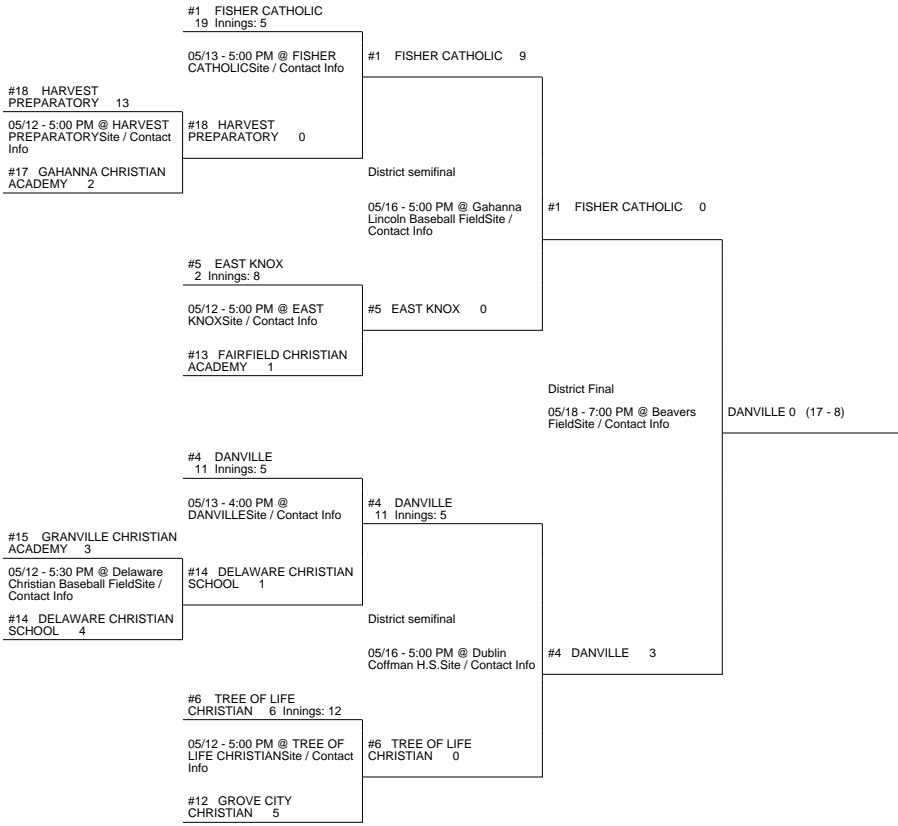 #1 FISHER CATHOLIC
19 Innings: 5
05/13 - 5:00 PM @ FISHER
CATHOLICSite / Contact Info
#1 FISHER CATHOLIC 9
#18 HARVEST
PREPARATORY 13
05/12 - 5:00 PM @ HARVEST
PREPARATORYSite / Contact
Info
#18 HARVEST
PREPARATORY 0
#17 GAHANNA CHRISTIAN
ACADEMY 2
District semifinal
05/16 - 5:00 PM @ Gahanna
Lincoln Baseball FieldSite /
Contact Info
#1 FISHER CATHOLIC 0
#5 EAST KNOX
2 Innings: 8
05/12 - 5:00 PM @ EAST
KNOXSite / Contact Info
#5 EAST KNOX 0
#13 FAIRFIELD CHRISTIAN
ACADEMY 1
District Final
05/18 - 7:00 PM @ Beavers
FieldSite / Contact Info
DANVILLE 0 (17 - 8)
#4 DANVILLE
11 Innings: 5
05/13 - 4:00 PM @
DANVILLESite / Contact Info
#4 DANVILLE
11 Innings: 5
#15 GRANVILLE CHRISTIAN
ACADEMY 3
05/12 - 5:30 PM @ Delaware
Christian Baseball FieldSite /
Contact Info
#14 DELAWARE CHRISTIAN
SCHOOL 1
#14 DELAWARE CHRISTIAN
SCHOOL 4
District semifinal
05/16 - 5:00 PM @ Dublin
Coffman H.S.Site / Contact Info
#4 DANVILLE 3
#6 TREE OF LIFE
CHRISTIAN 6 Innings: 12
05/12 - 5:00 PM @ TREE OF
LIFE CHRISTIANSite / Contact
Info
#6 TREE OF LIFE
CHRISTIAN 0
#12 GROVE CITY
CHRISTIAN 5